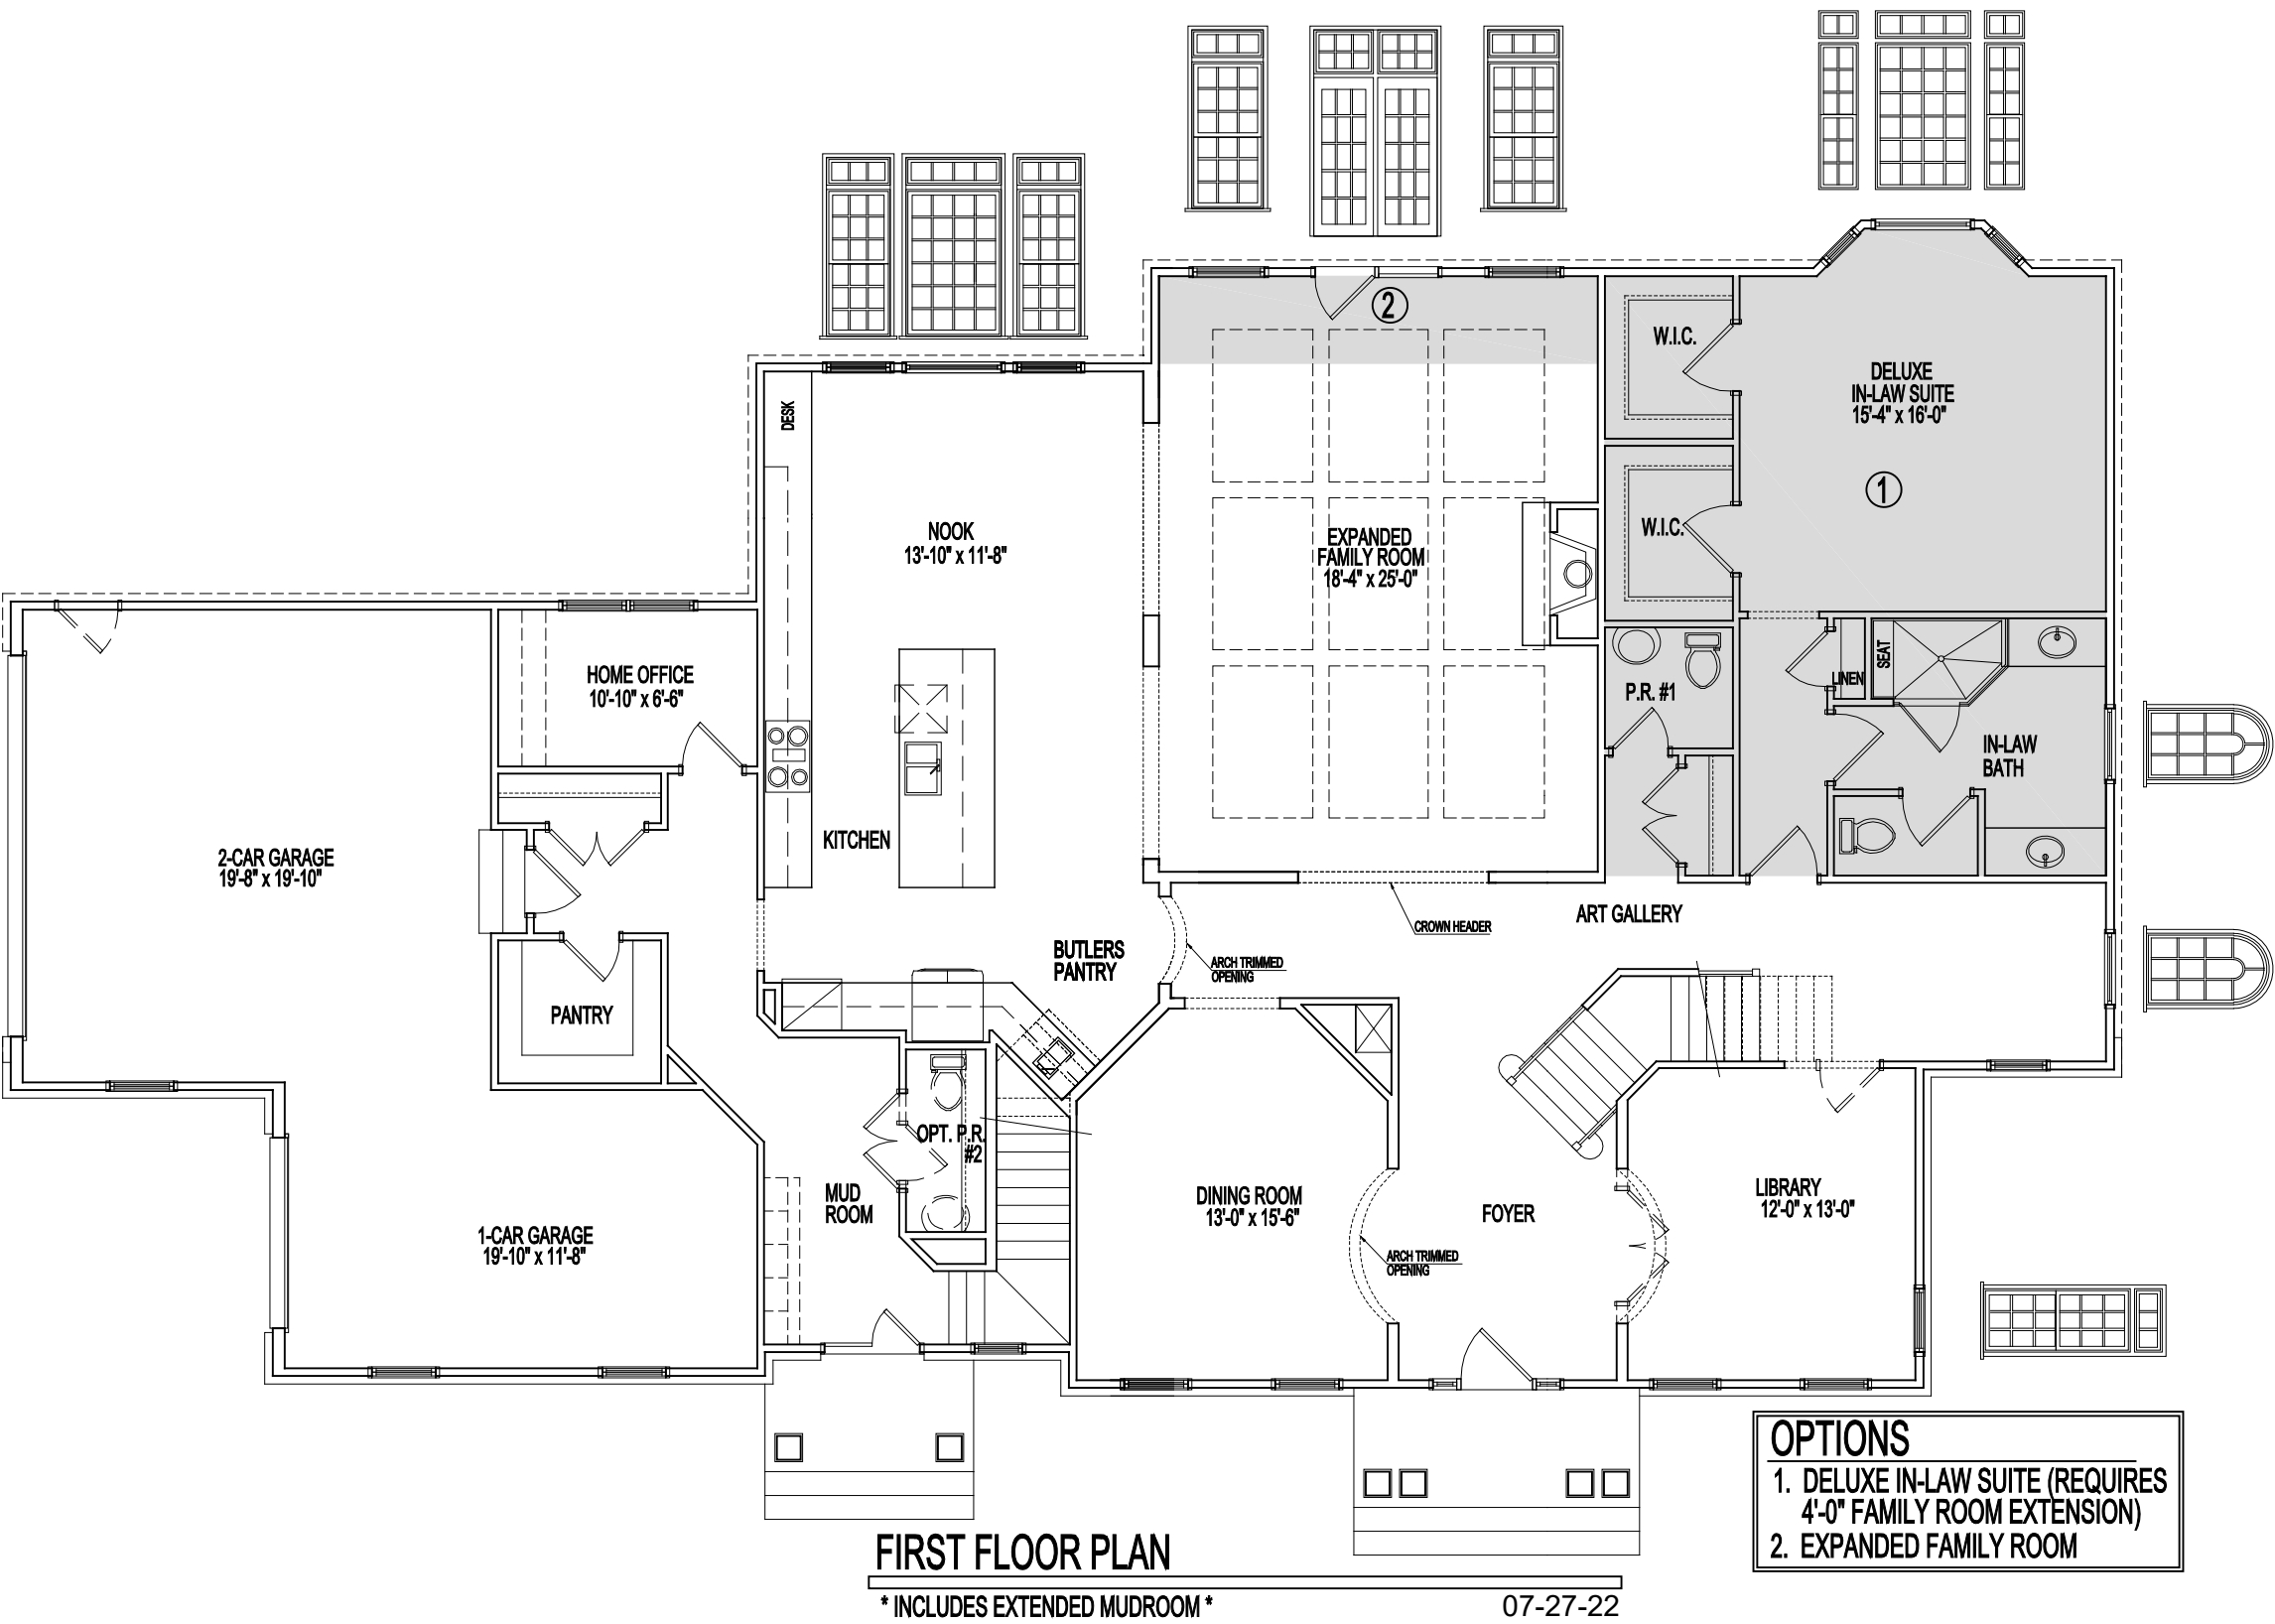 2
W.I.C.
DELUXE
IN-LAW SUITE
15'-4" x 16'-0"
DESK
1
NOOK
13'-10" x 11'-8"
W.I.C.
EXPANDED
FAMILY ROOM
18'-4" x 25'-0"
HOME OFFICE
10'-10" x 6'-6"
SEAT
LINEN
P.R. #1
IN-LAW
BATH
KITCHEN
2-CAR GARAGE
19'-8" x 19'-10"
ART GALLERY
CROWN HEADER
BUTLERS
PANTRY
ARCH TRIMMED
OPENING
PANTRY
OPT. P.R.
#2
MUD
ROOM
DINING ROOM
13'-0" x 15'-6"
FOYER
LIBRARY
12'-0" x 13'-0"
1-CAR GARAGE
19'-10" x 11'-8"
ARCH TRIMMED
OPENING
OPTIONS
1. DELUXE IN-LAW SUITE (REQUIRES
4'-0" FAMILY ROOM EXTENSION)
2. EXPANDED FAMILY ROOM
FIRST FLOOR PLAN
* INCLUDES EXTENDED MUDROOM *
07-27-22